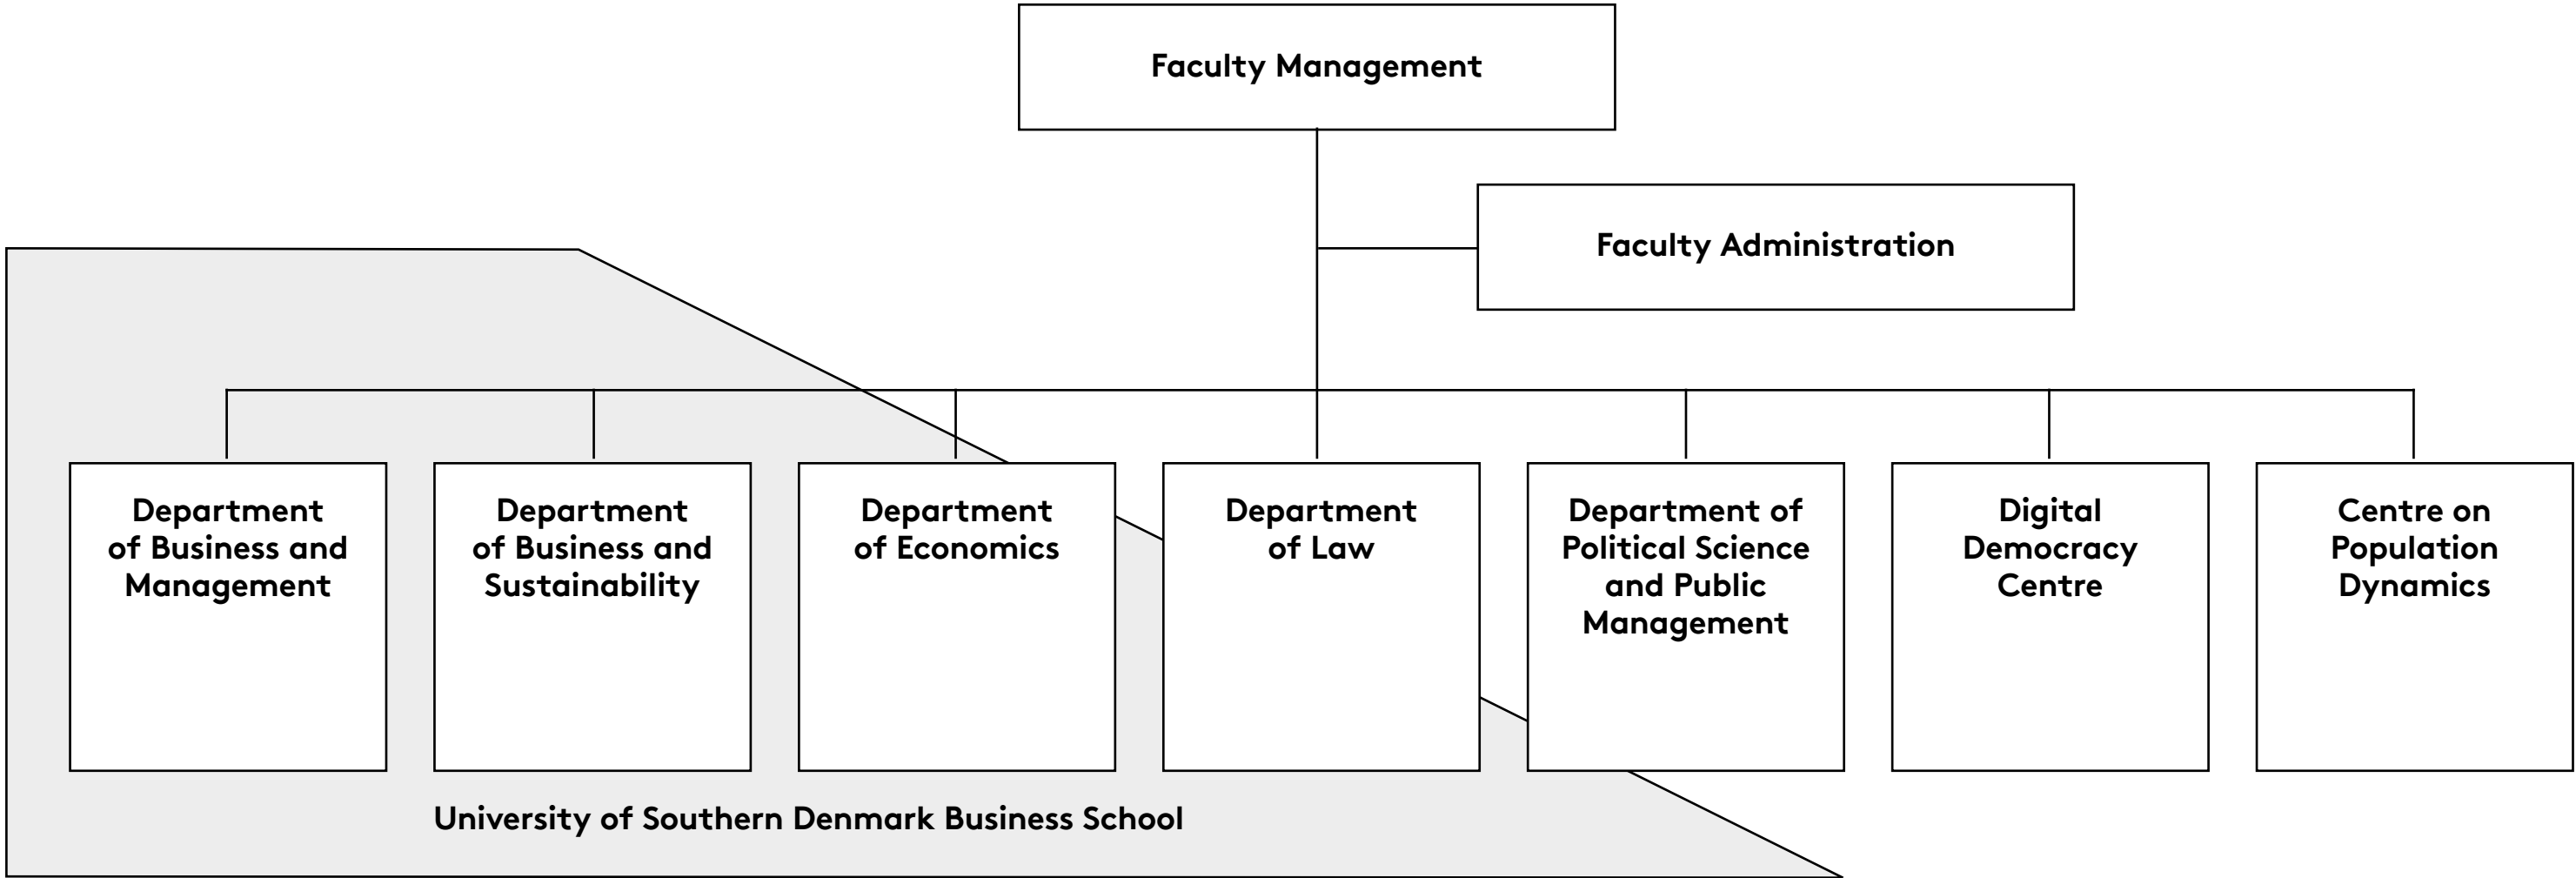 Faculty Management
Faculty Administration
Department
of Business and
Management
Department
of Business and
Sustainability
Department
of Economics
Department
of Law
Department of
Political Science
and Public
Management
Digital
Democracy
Centre
Centre on
Population
Dynamics
University of Southern Denmark Business School